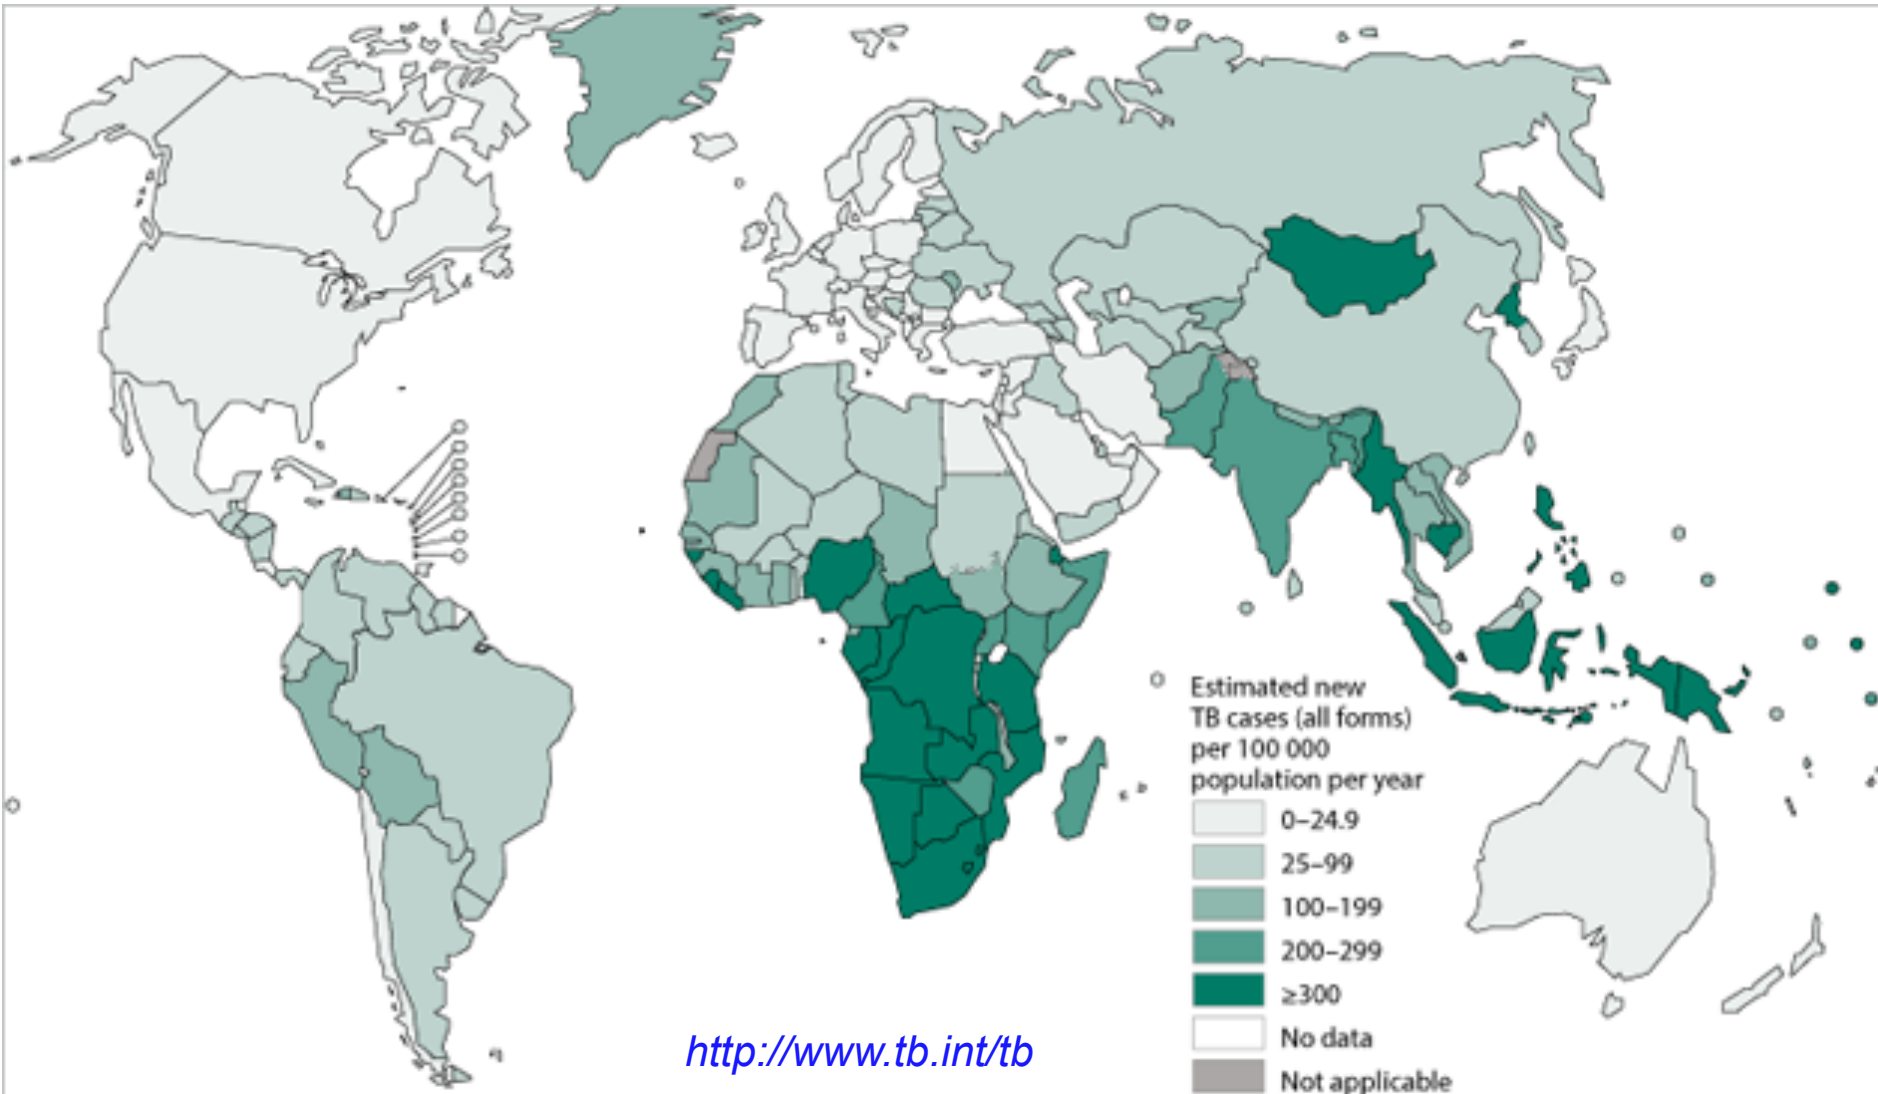 Estimated new
TB cases (all forms)
per 100 000
population per year
0–24.9
25–99
100–199
200–299
≥300
No data
Not applicable
http://www.tb.int/tb